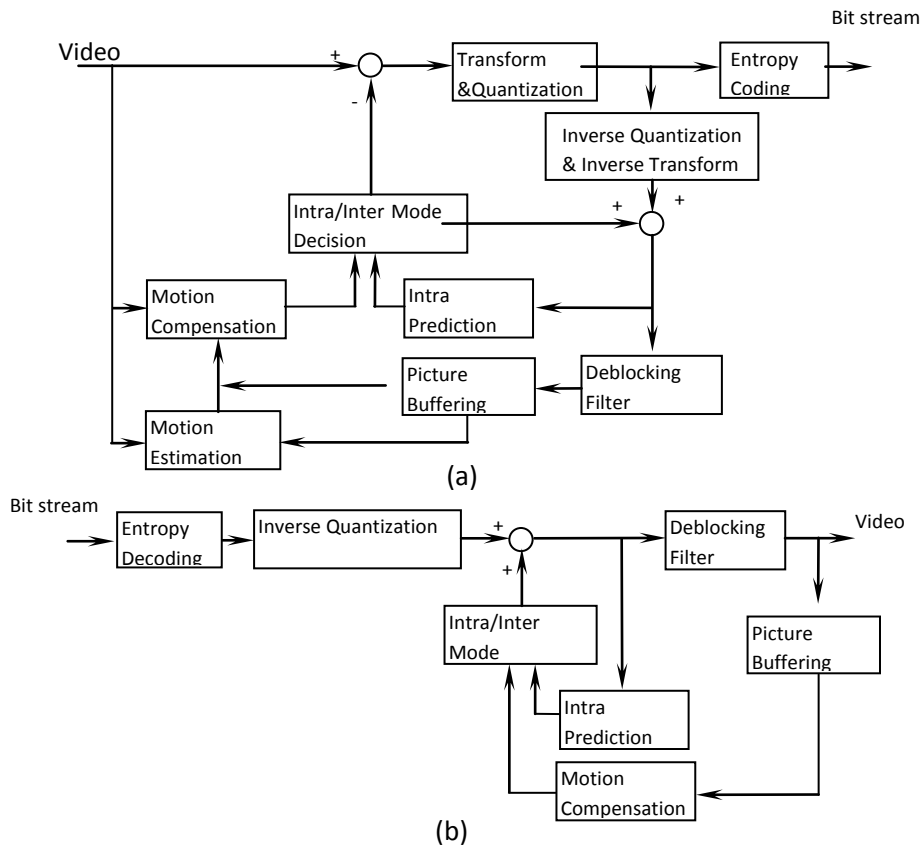 Bit stream
Video
+
Transform
&Quantization
Entropy
Coding
-
Inverse Quantization
& Inverse Transform
+
+
Intra/Inter Mode
Decision
Motion
Compensation
Intra
Prediction
Picture
Buffering
Deblocking
Filter
Motion
Estimation
(a)
Bit stream
Entropy
Decoding
Inverse Quantization
+
+
Deblocking
Filter
Video
Intra/Inter
Mode
Picture
Buffering
Intra
Prediction
Motion
Compensation
(b)